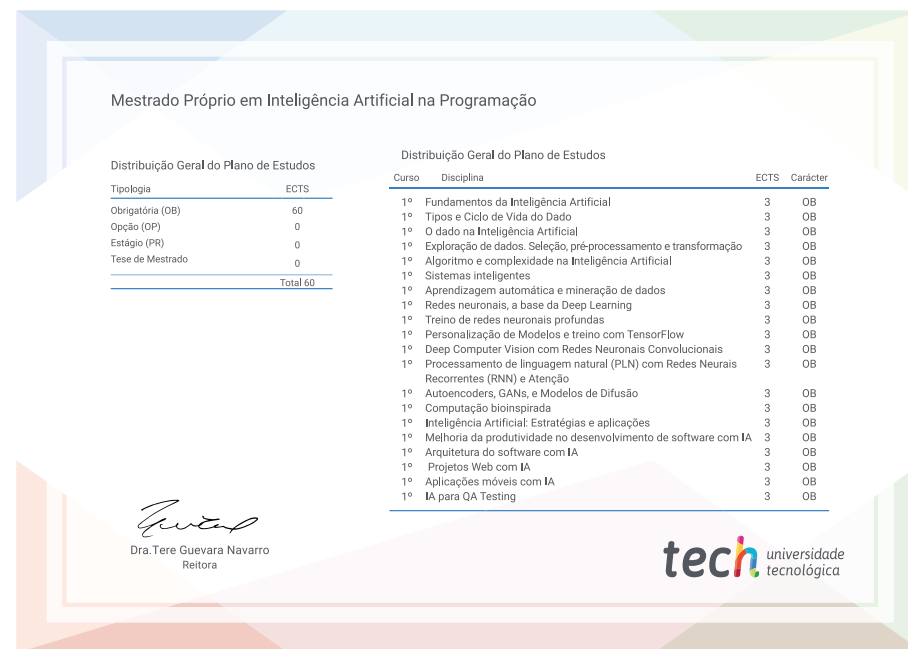 Mestrado Próprio em Inteligência Artificial na Programação
Distribuição Geral do Plano de Estudos
Tipologia ECTS
Obrigatória (OB) 60
Opção (OP) 0
Estágio (PR) 0
Tese de Mestrado 0
Total 60
Distribuição Geral do Plano de Estudos
Curso Disciplina ECTS Carácter
1º Fundamentos da Inteligência Artificial 3 OB
1º Tipos e Ciclo de Vida do Dado 3 OB
1º O dado na Inteligência Artificial 3 OB
1º Exploração de dados. Seleção, pré-processamento e transformação 3 OB
1º Algoritmo e complexidade na Inteligência Artificial 3 OB
1º Sistemas inteligentes 3 OB
1º Aprendizagem automática e mineração de dados 3 OB
1º Redes neuronais, a base da Deep Learning 3 OB
1º Treino de redes neuronais profundas 3 OB
1º Personalização de Modelos e treino com TensorFlow 3 OB
1º Deep Computer Vision com Redes Neuronais Convolucionais 3 OB
1º Processamento de linguagem natural (PLN) com Redes Neurais 3 OB
Recorrentes (RNN) e Atenção
1º Autoencoders, GANs, e Modelos de Difusão 3 OB
1º Computação bioinspirada 3 OB
1º Inteligência Artificial: Estratégias e aplicações 3 OB
1º Melhoria da produtividade no desenvolvimento de software com IA 3 OB
1º Arquitetura do software com IA 3 OB
1º Projetos Web com IA 3 OB
1º Aplicações móveis com IA 3 OB
1º IA para QA Testing 3 OB
Dra.Tere Guevara Navarro
Reitora
tech universidade
tecnológica